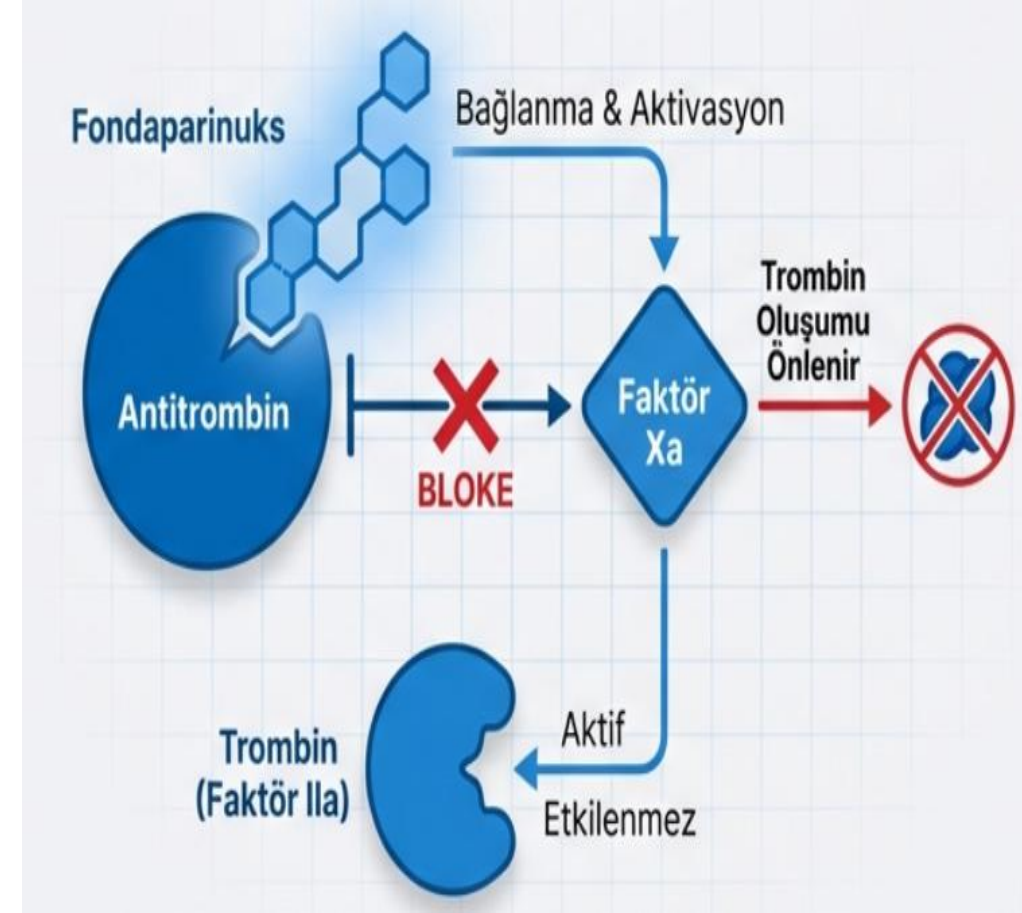 Fondaparinuks
Bağlanma & Aktivasyon
Trombin
Oluşumu
Önlenir
Antitrombin
Faktör
Xa
BLOKE
Trombin
(Faktör IIa)
Aktif
Etkilenmez